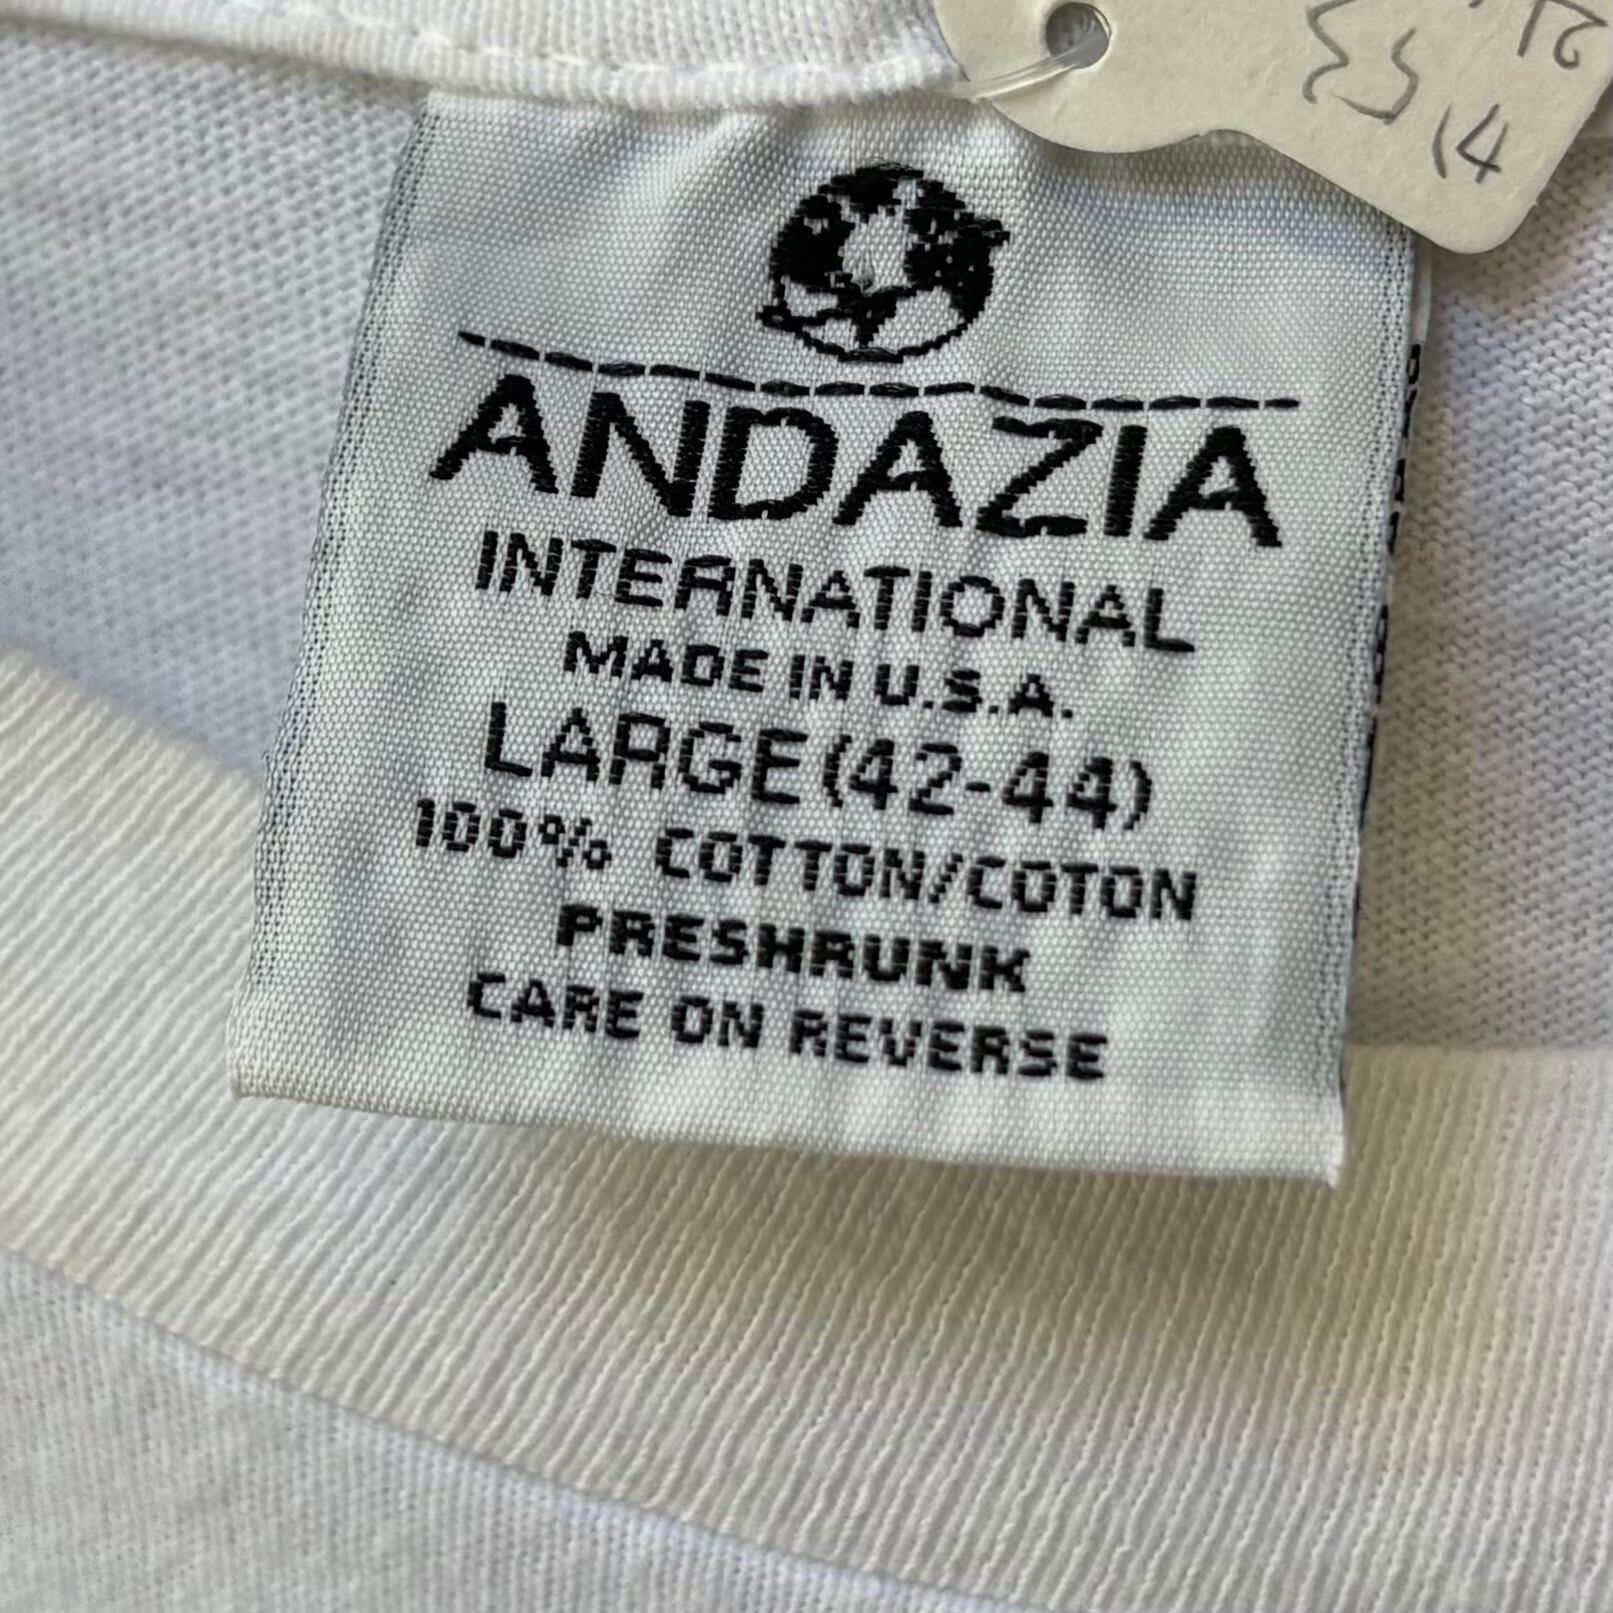 ANDAZIA
INTERNATIONAL
MADE IN U.S.A.
LARGE(42-44)
100% COTTON/COTON
PRESHRUNK
CARE ON REVERSE